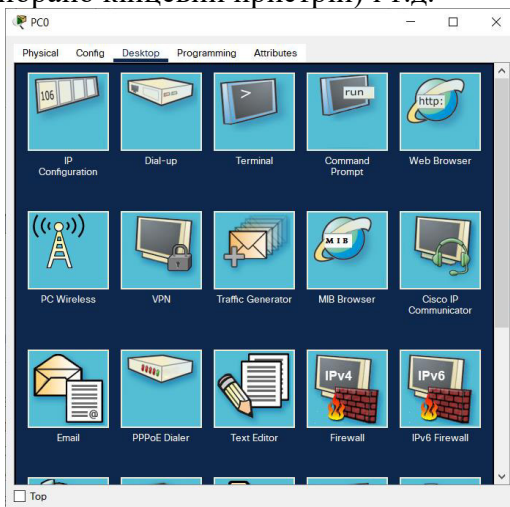 кінцевий пристрій) і т.д.
PC0
Physical Config Desktop Programming Attributes
106
IP
Configuration
Dial-up
>
Terminal
run
Command
Prompt
http:
Web Browser
PC Wireless
VPN
Traffic Generator
MIB
MIB Browser
Cisco IP
Communicator
@
Email
PPPoE Dialer
Text Editor
IPv4
Firewall
IPv6
IPv6 Firewall
Top